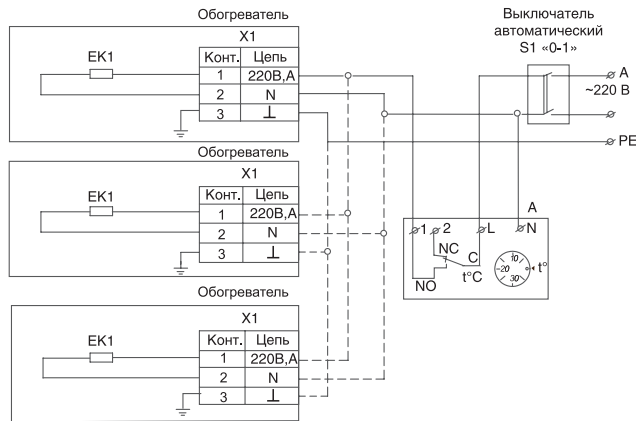 Обогреватель
X1
EK1
Конт. Цепь
1 220В,А
2 N
3 ⊥
Обогреватель
X1
EK1
Конт. Цепь
1 220В,А
2 N
3 ⊥
Обогреватель
X1
EK1
Конт. Цепь
1 220В,А
2 N
3 ⊥
Выключатель
автоматический
S1 «0-1»
A
~220 В
PE
A
1 2 L N
NC
C
NO
t°C
10
20
30
t°